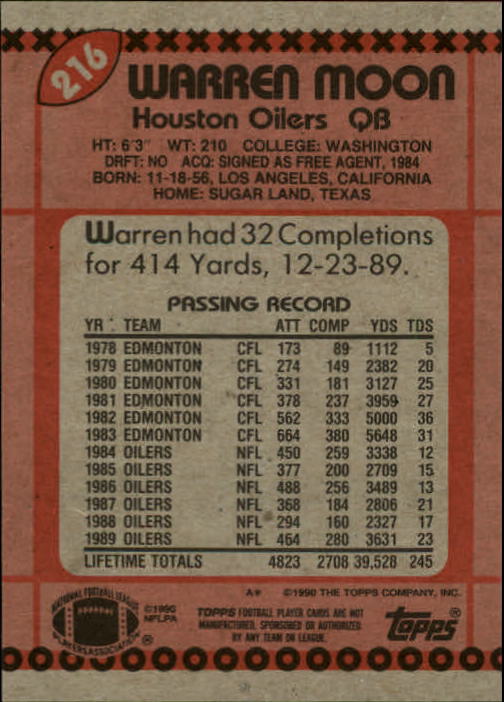 216
WARREN MOON
Houston Oilers QB
HT: 6'3" WT: 210 COLLEGE: WASHINGTON
DRFT: NO ACQ: SIGNED AS FREE AGENT, 1984
BORN: 11-18-56, LOS ANGELES, CALIFORNIA
HOME: SUGAR LAND, TEXAS
Warren had 32 Completions
for 414 Yards, 12-23-89.
PASSING RECORD
YR TEAM ATT COMP YDS TDS
1978 EDMONTON CFL 173 89 1112 5
1979 EDMONTON CFL 274 149 2382 20
1980 EDMONTON CFL 331 181 3127 25
1981 EDMONTON CFL 378 237 3959 27
1982 EDMONTON CFL 562 333 5000 36
1983 EDMONTON CFL 664 380 5648 31
1984 OILERS NFL 450 259 3338 12
1985 OILERS NFL 377 200 2709 15
1986 OILERS NFL 488 256 3489 13
1987 OILERS NFL 368 184 2806 21
1988 OILERS NFL 294 160 2327 17
1989 OILERS NFL 464 280 3631 23
LIFETIME TOTALS 4823 2708 39,528 245
A* ©1990 THE TOPPS COMPANY, INC.
NATIONAL FOOTBALL LEAGUE
PLAYERS ASSOCIATION ®
©1990
NFLPA
TOPPS FOOTBALL PLAYER CARDS ARE NOT
MANUFACTURED, SPONSORED OR AUTHORIZED
BY ANY TEAM OR LEAGUE.
topps®